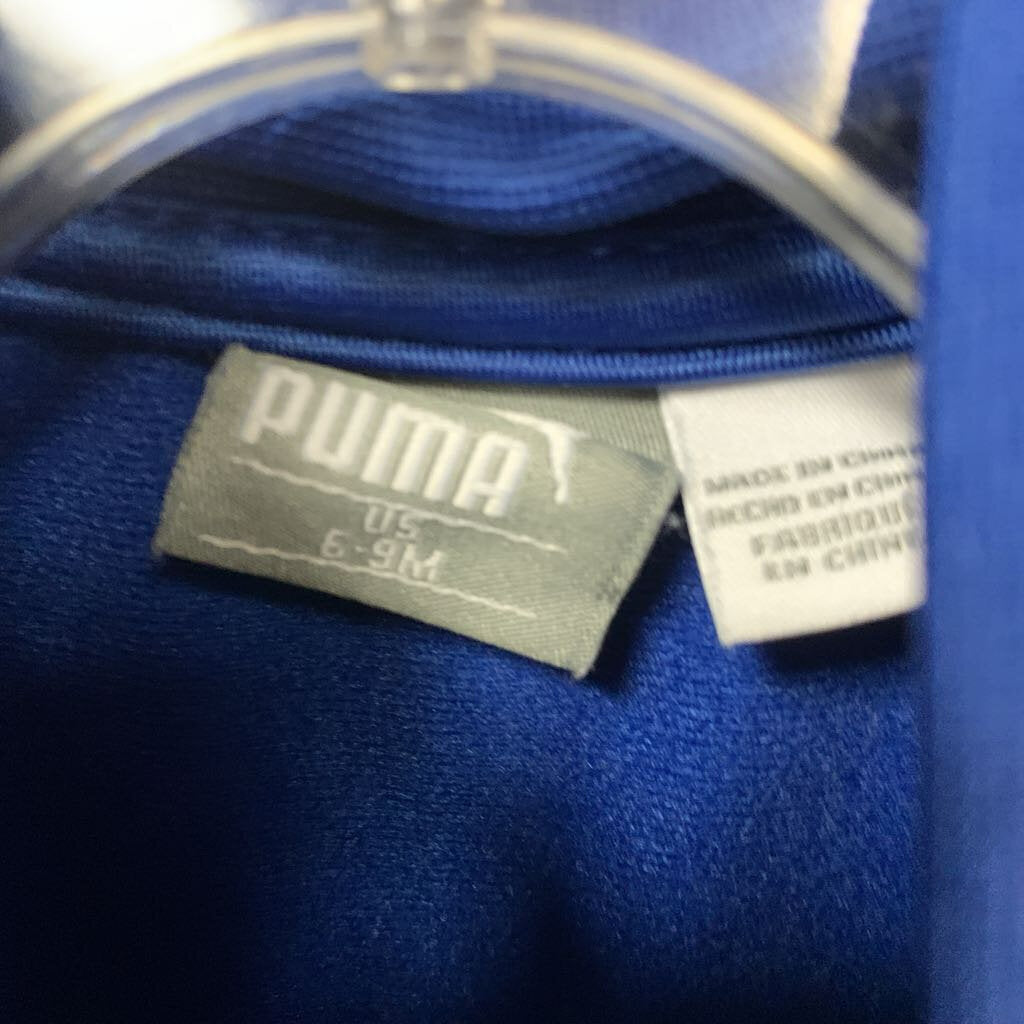 PUMA
US
6-9M
MADE IN CHINA
HECHO EN CHINA
FABRIQUÉ
EN CHINE